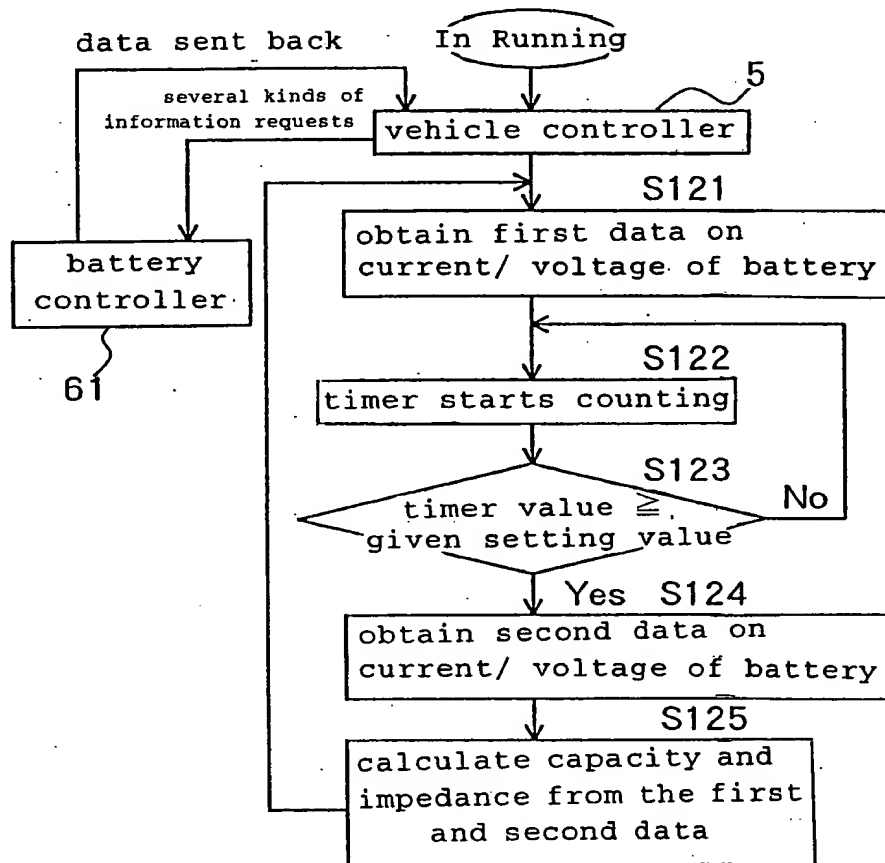 data sent back
In Running
several kinds of
information requests
5
vehicle controller
S121
obtain first data on
current/ voltage of battery
battery
controller
61
S122
timer starts counting
S123
timer value ≧
given setting value
No
Yes S124
obtain second data on
current/ voltage of battery
S125
calculate capacity and
impedance from the first
and second data